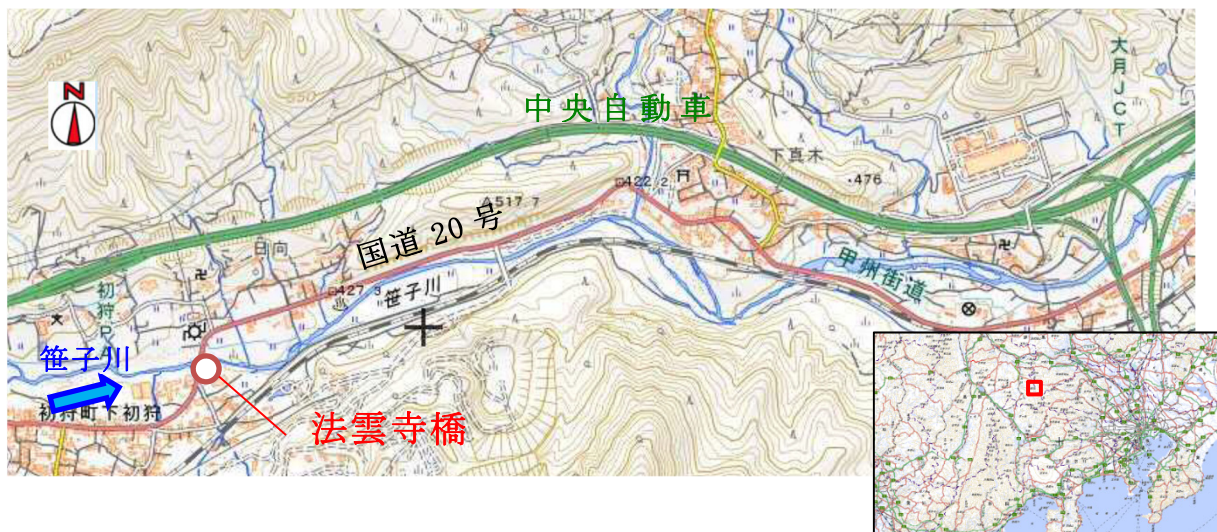 N
大月JCT
中央自動車
下真木
・476
422.2
517.7
国道 20 号
甲州街道
日向
427.3
笹子川
初狩P
笹子川
初狩町下初狩
法雲寺橋